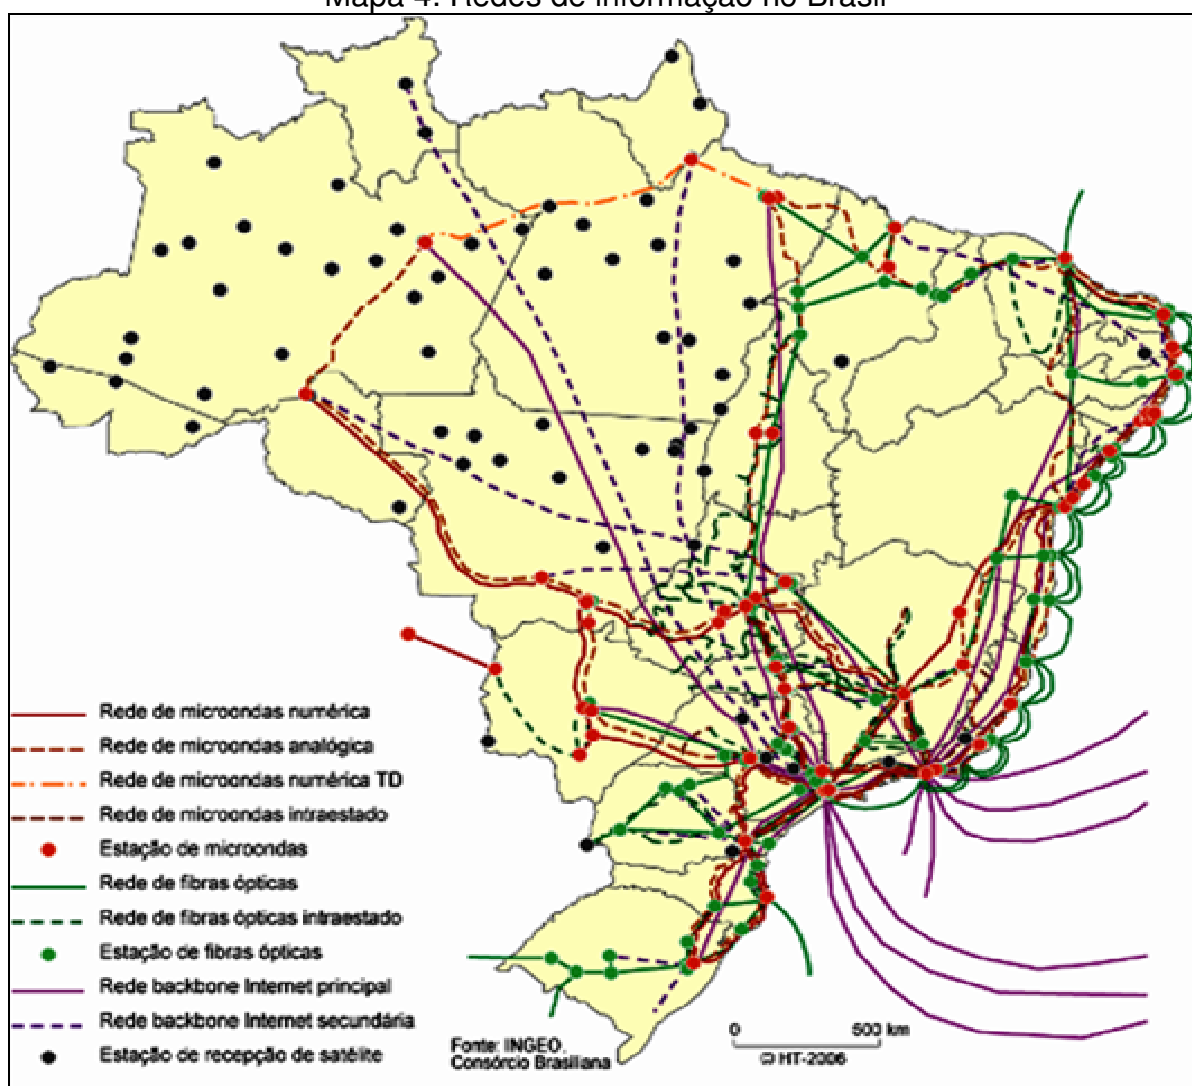 Mapa 4: Redes de informação no Brasil
Rede de microondas numérica
Rede de microondas analógica
Rede de microondas numérica TD
Rede de microondas intraestado
Estação de microondas
Rede de fibras ópticas
Rede de fibras ópticas intraestado
Estação de fibras ópticas
Rede backbone Internet principal
Rede backbone Internet secundária
Estação de recepção de satélite
Fonte: INGEO,
Consórcio Brasiliana
0 500 km
© HT-2006